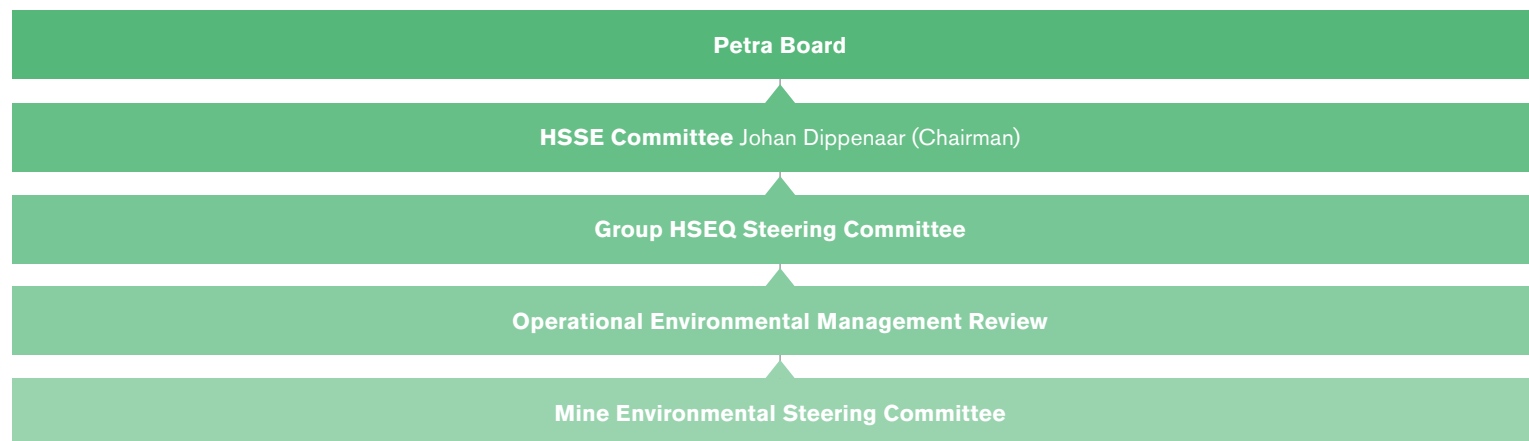 Petra Board
HSSE Committee Johan Dippenaar (Chairman)
Group HSEQ Steering Committee
Operational Environmental Management Review
Mine Environmental Steering Committee